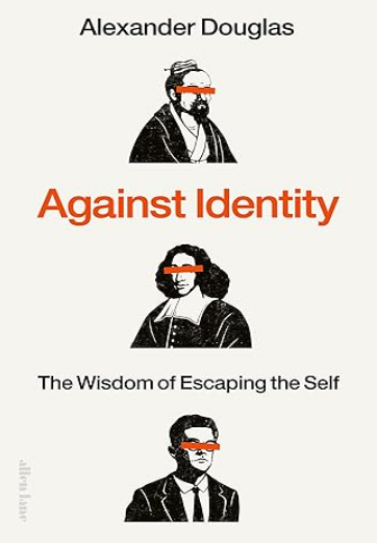 Alexander Douglas
Against Identity
The Wisdom of Escaping the Self
allen lane